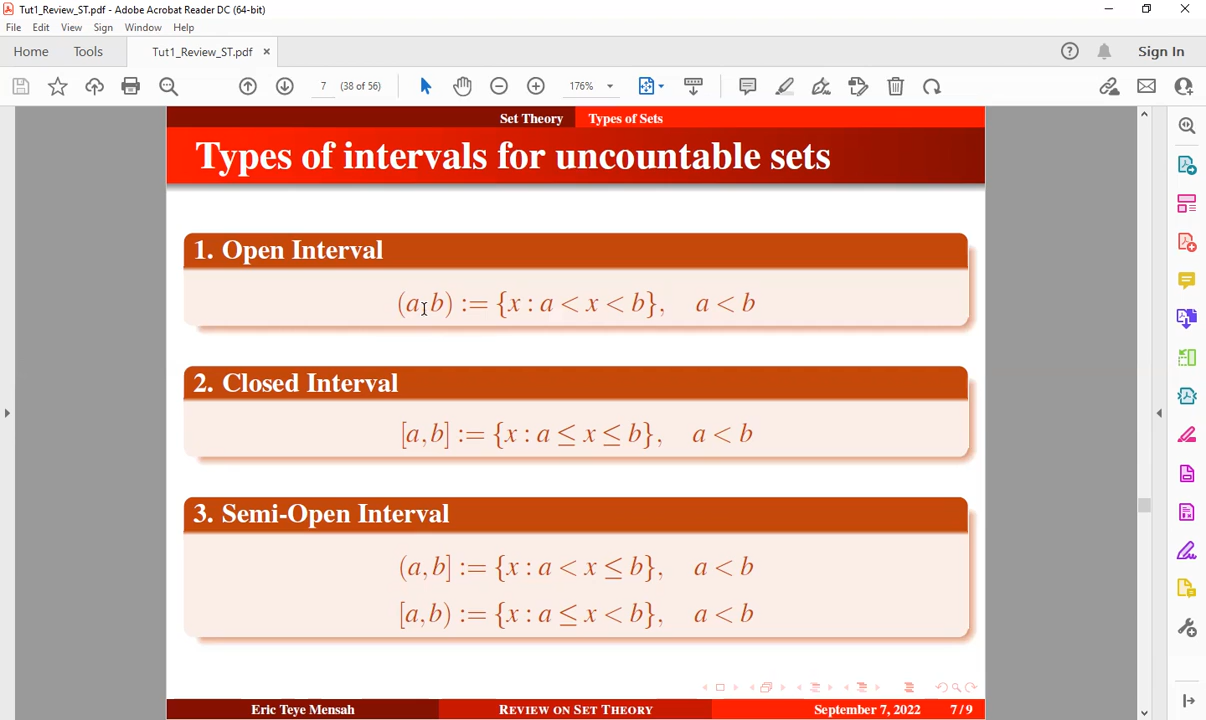 Tut1_Review_ST.pdf - Adobe Acrobat Reader DC (64-bit)
File Edit View Sign Window Help
Home Tools Tut1_Review_ST.pdf × Sign In
7 (38 of 56) 176%
Set Theory Types of Sets
Types of intervals for uncountable sets
1. Open Interval
(a,b) := {x : a < x < b}, a < b
2. Closed Interval
[a,b] := {x : a ≤ x ≤ b}, a < b
3. Semi-Open Interval
(a,b] := {x : a < x ≤ b}, a < b
[a,b) := {x : a ≤ x < b}, a < b
Eric Teye Mensah REVIEW ON SET THEORY September 7, 2022 7/9